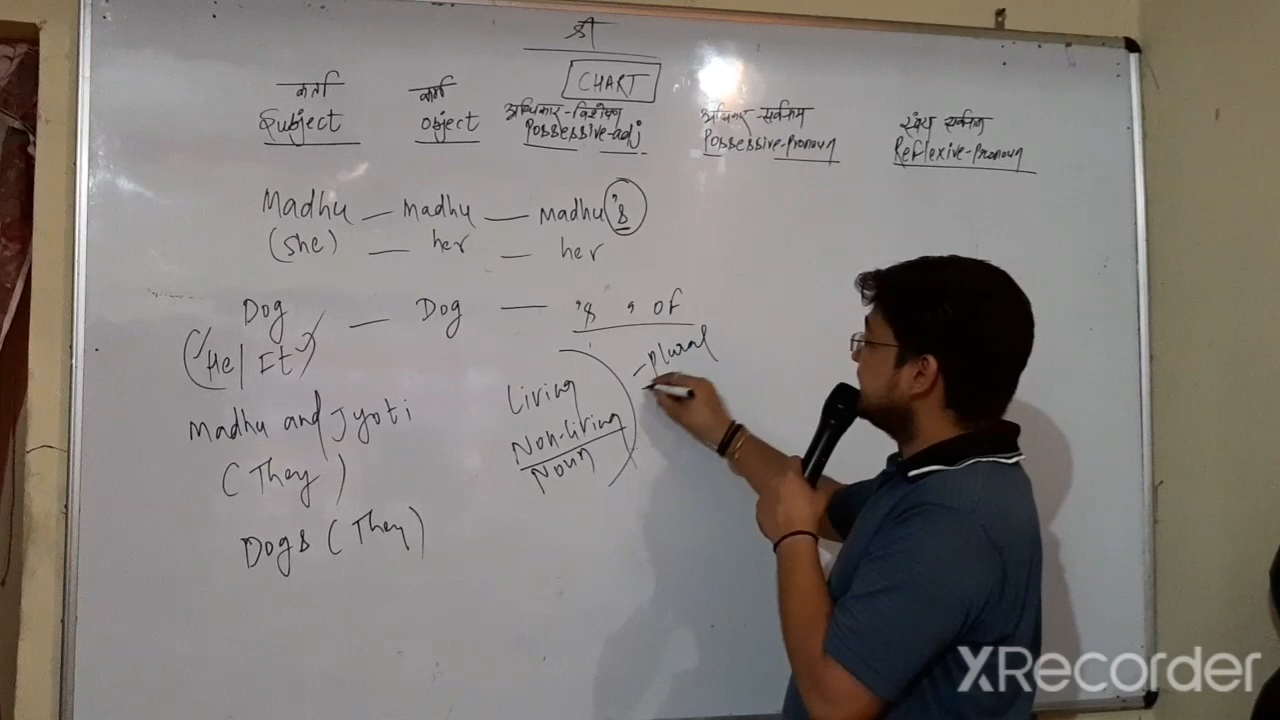 श्री
CHART
कर्ता कर्म अधिकार-विशेषण अधिकार-सर्वनाम स्वंय सर्वनाम
Subject Object Possessive-adj Possessive-Pronoun Reflexive-Pronoun
Madhu — madhu — madhu's
(She) — her — her
Dog — Dog — 's , of
(He/It)
- plural
Living
Madhu and Jyoti
Non-living
Noun
(They)
Dogs (They)
XRecorder